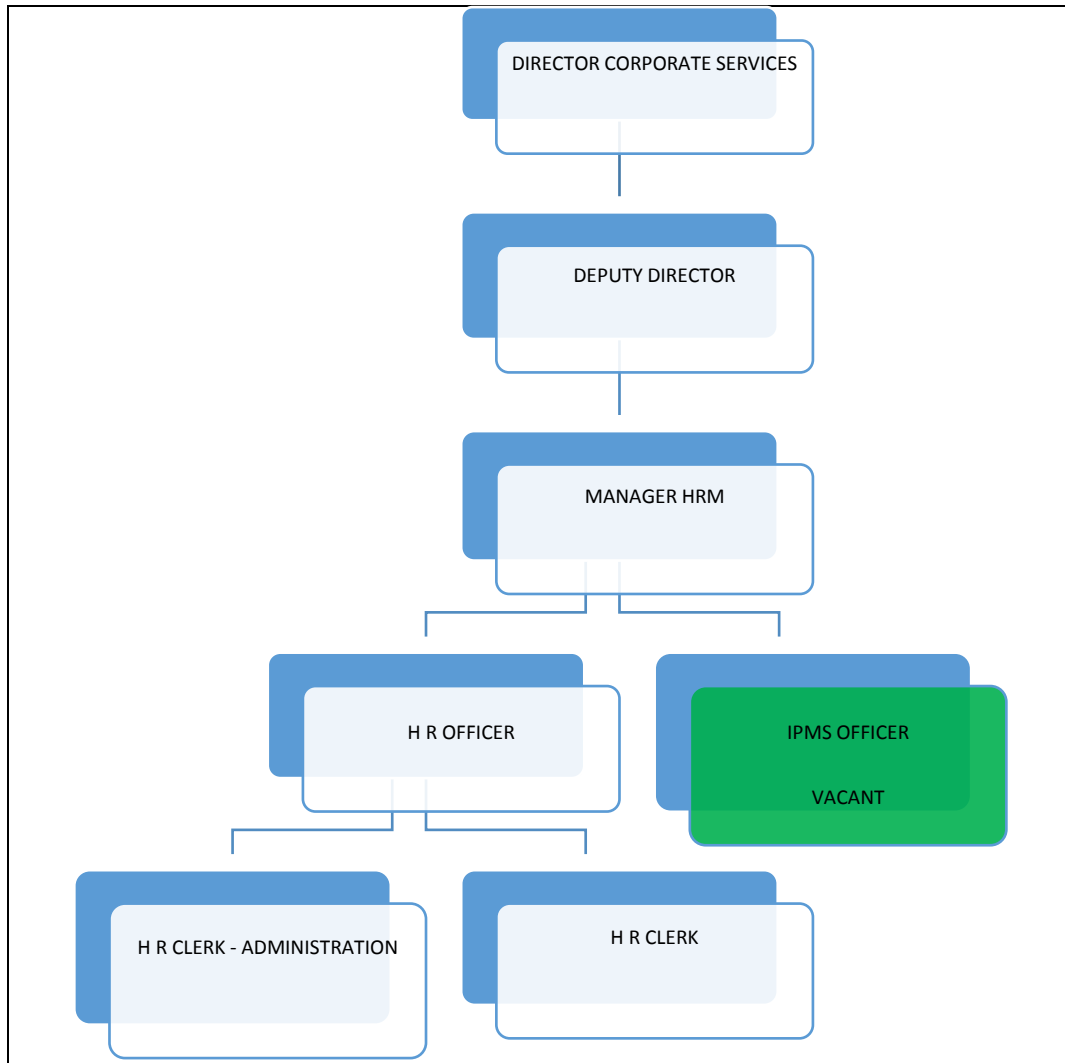 DIRECTOR CORPORATE SERVICES
DEPUTY DIRECTOR
MANAGER HRM
H R OFFICER
IPMS OFFICER
VACANT
H R CLERK - ADMINISTRATION
H R CLERK